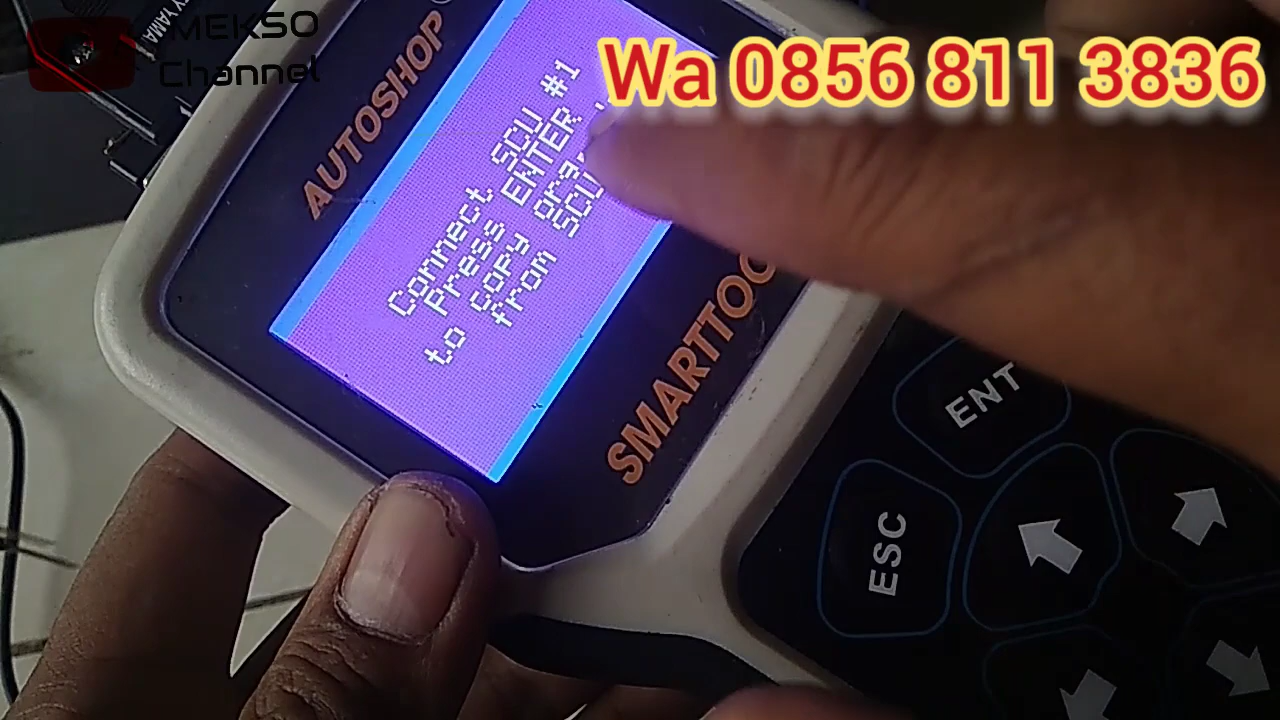 MEKSO
Channel
Wa 0856 811 3836
YAMA
AUTOSHOP
Connect SCU #1
Press ENTER
to copy
from SCU
SMARTTOO
ENT
ESC